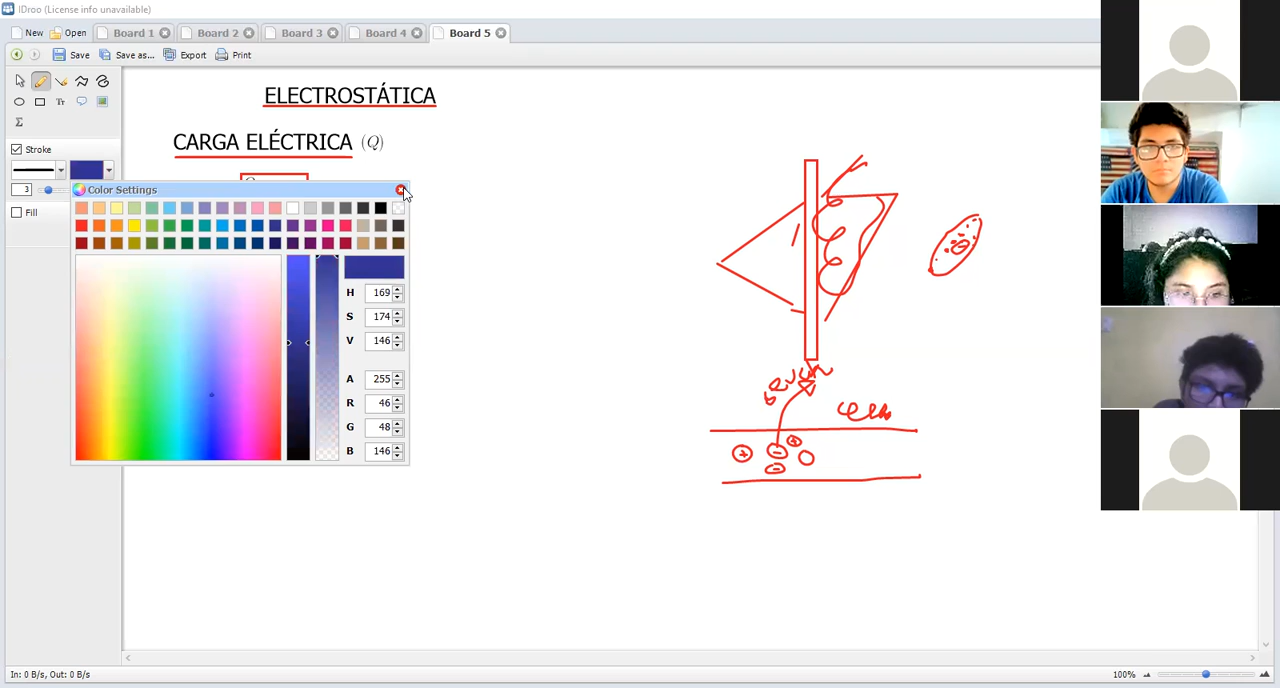 IDroo (License info unavailable)
New Open Board 1 Board 2 Board 3 Board 4 Board 5
Save Save as... Export Print
Tr
Σ
Stroke
3
Fill
ELECTROSTÁTICA
CARGA ELÉCTRICA (Q)
Color Settings
H 169
S 174
V 146
A 255
R 46
G 48
B 146
+ - + -
In: 0 B/s, Out: 0 B/s
100%